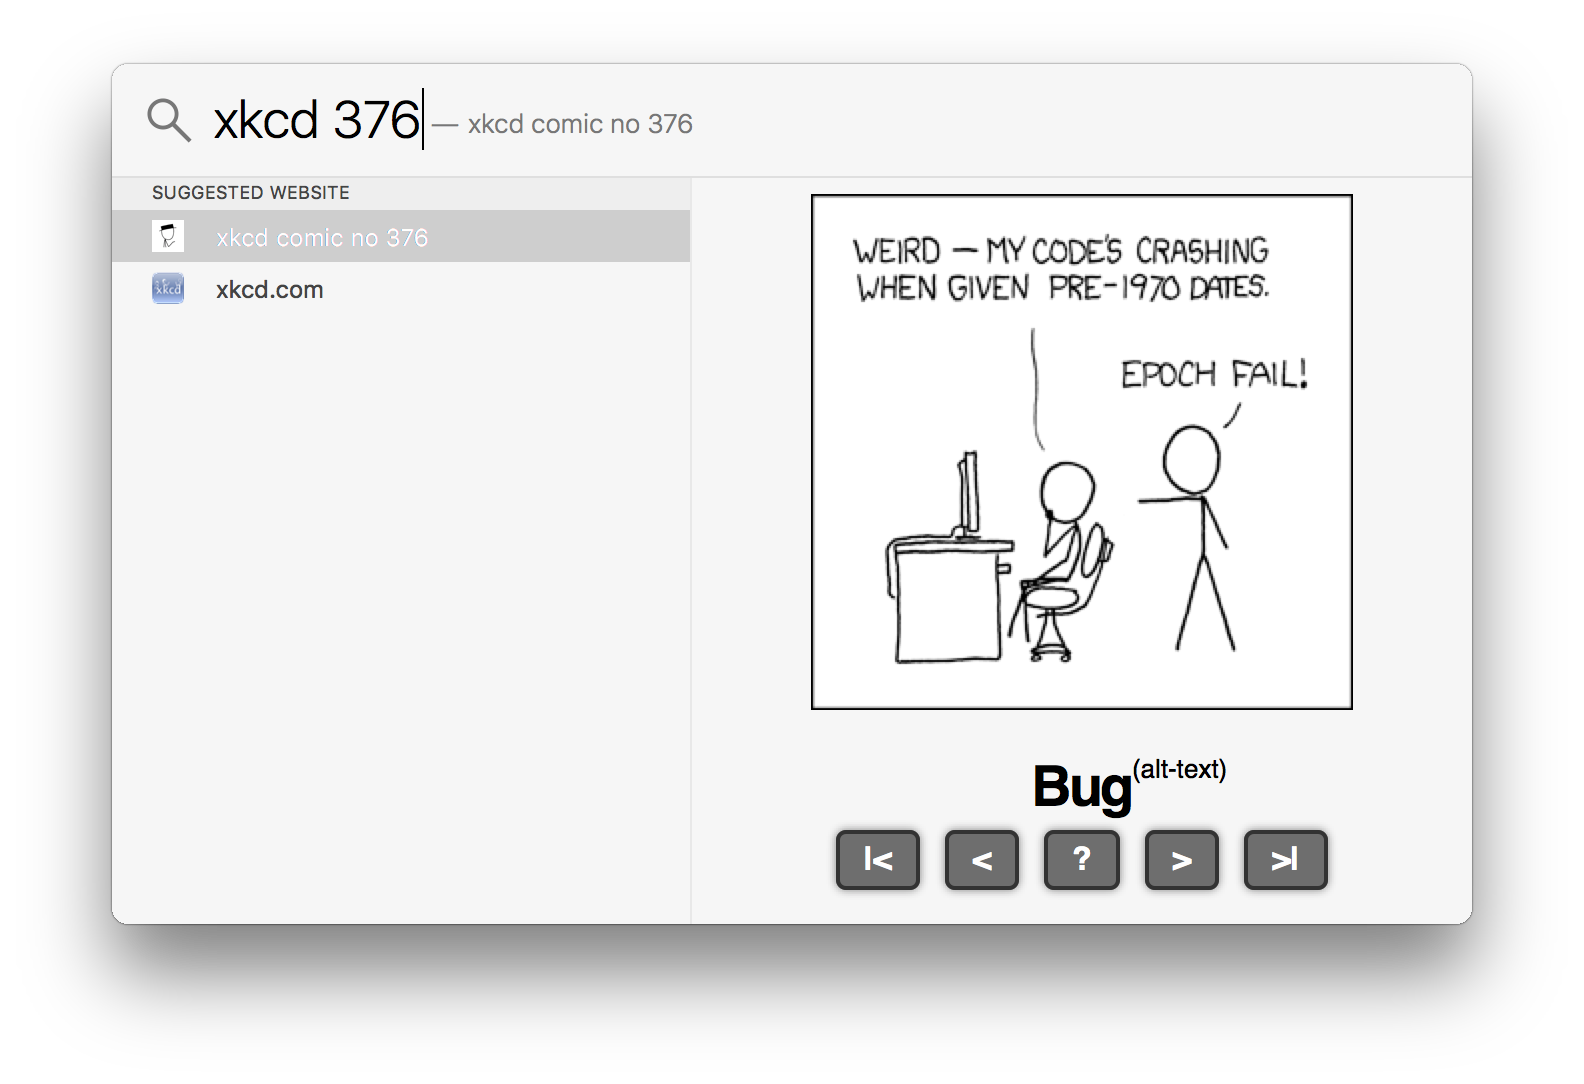 xkcd 376 — xkcd comic no 376
SUGGESTED WEBSITE
xkcd comic no 376
xkcd
xkcd.com
WEIRD — MY CODE'S CRASHING
WHEN GIVEN PRE-1970 DATES.
EPOCH FAIL!
Bug(alt-text)
|< < ? > >|